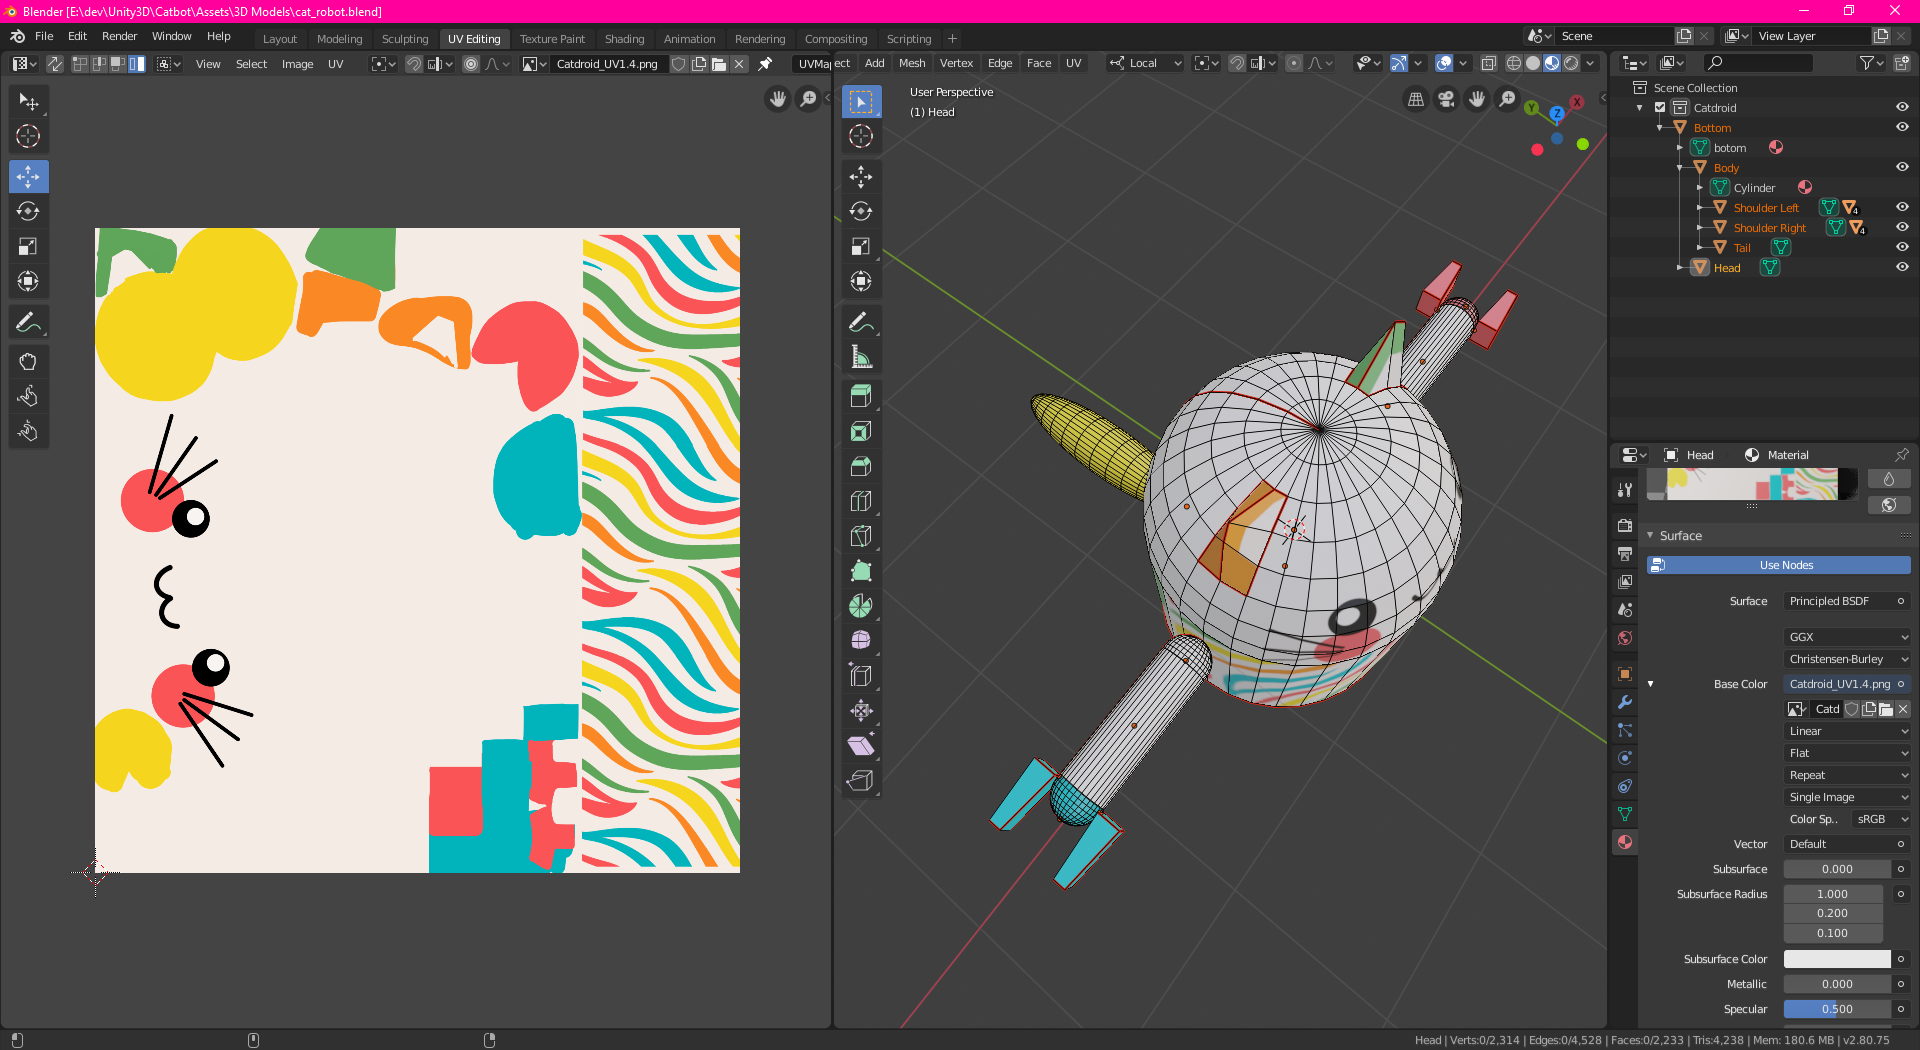 Blender [E:\dev\Unity3D\Catbot\Assets\3D Models\cat_robot.blend]
File Edit Render Window Help
Layout Modeling Sculpting UV Editing Texture Paint Shading Animation Rendering Compositing Scripting +
Scene
View Layer
View Select Image UV
Catdroid_UV1.4.png
UVMap
ect Add Mesh Vertex Edge Face UV
Local
User Perspective
(1) Head
Y
X
Z
Scene Collection
Catdroid
Bottom
botom
Body
Cylinder
Shoulder Left
4
Shoulder Right
4
Tail
Head
Head
Material
Surface
Use Nodes
Surface Principled BSDF
GGX
Christensen-Burley
Base Color Catdroid_UV1.4.png
Catd
Linear
Flat
Repeat
Single Image
Color Sp.. sRGB
Vector Default
Subsurface 0.000
Subsurface Radius 1.000
0.200
0.100
Subsurface Color
Metallic 0.000
Specular 0.500
Head | Verts:0/2,314 | Edges:0/4,528 | Faces:0/2,233 | Tris:4,238 | Mem: 180.6 MB | v2.80.75